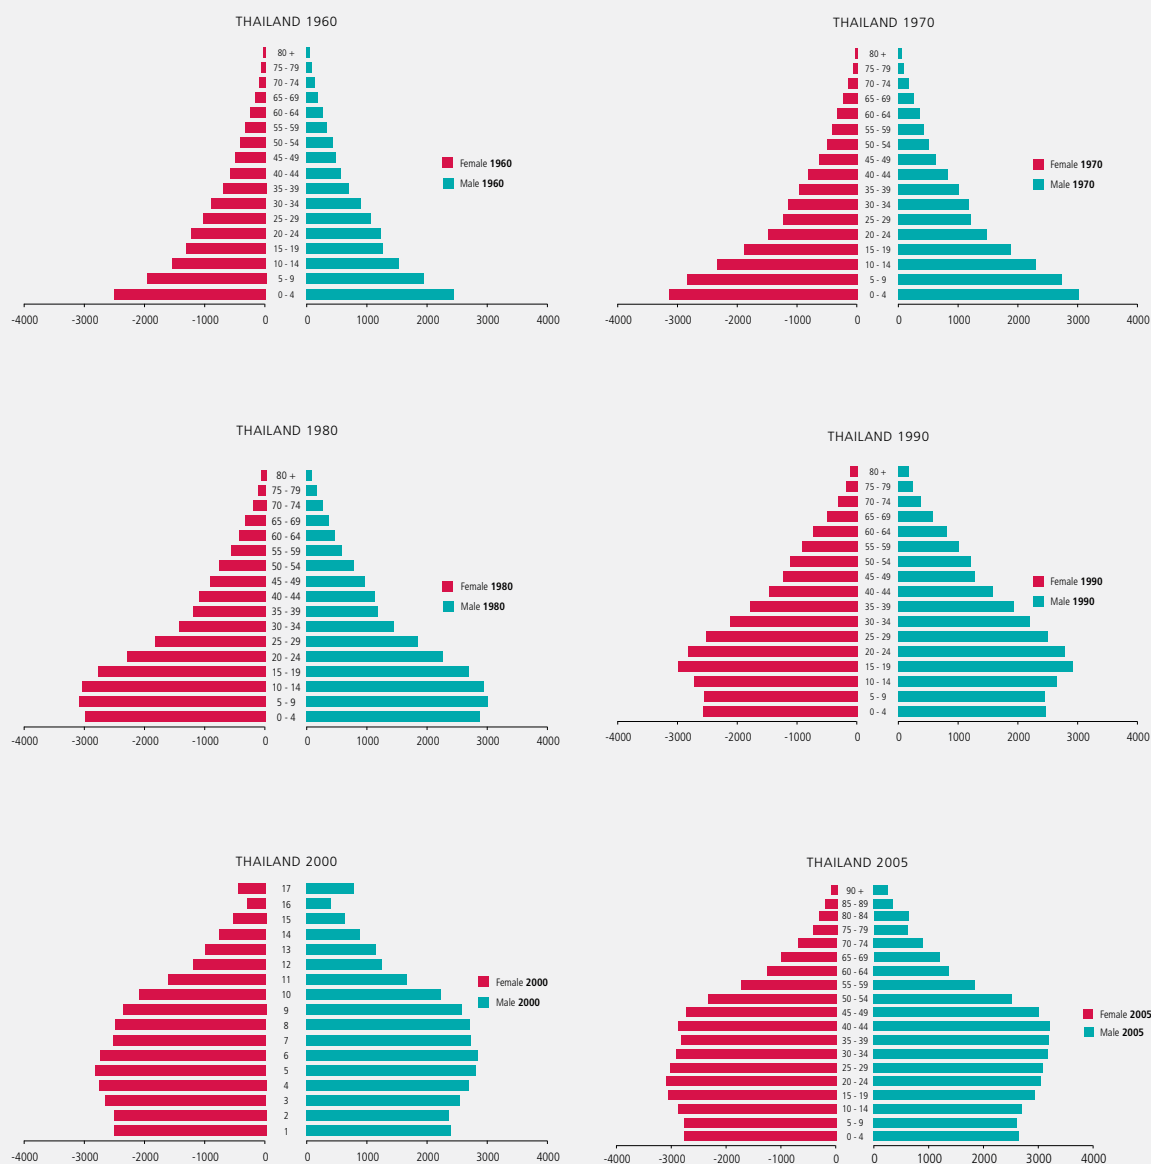 THAILAND 1960
80 +
75 - 79
70 - 74
65 - 69
60 - 64
55 - 59
50 - 54
45 - 49
40 - 44
35 - 39
30 - 34
25 - 29
20 - 24
15 - 19
10 - 14
5 - 9
0 - 4
Female 1960
Male 1960
-4000 -3000 -2000 -1000 0 0 1000 2000 3000 4000
THAILAND 1970
80 +
75 - 79
70 - 74
65 - 69
60 - 64
55 - 59
50 - 54
45 - 49
40 - 44
35 - 39
30 - 34
25 - 29
20 - 24
15 - 19
10 - 14
5 - 9
0 - 4
Female 1970
Male 1970
-4000 -3000 -2000 -1000 0 0 1000 2000 3000 4000
THAILAND 1980
80 +
75 - 79
70 - 74
65 - 69
60 - 64
55 - 59
50 - 54
45 - 49
40 - 44
35 - 39
30 - 34
25 - 29
20 - 24
15 - 19
10 - 14
5 - 9
0 - 4
Female 1980
Male 1980
-4000 -3000 -2000 -1000 0 0 1000 2000 3000 4000
THAILAND 1990
80 +
75 - 79
70 - 74
65 - 69
60 - 64
55 - 59
50 - 54
45 - 49
40 - 44
35 - 39
30 - 34
25 - 29
20 - 24
15 - 19
10 - 14
5 - 9
0 - 4
Female 1990
Male 1990
-4000 -3000 -2000 -1000 0 0 1000 2000 3000 4000
THAILAND 2000
17
16
15
14
13
12
11
10
9
8
7
6
5
4
3
2
1
Female 2000
Male 2000
-4000 -3000 -2000 -1000 0 0 1000 2000 3000 4000
THAILAND 2005
90 +
85 - 89
80 - 84
75 - 79
70 - 74
65 - 69
60 - 64
55 - 59
50 - 54
45 - 49
40 - 44
35 - 39
30 - 34
25 - 29
20 - 24
15 - 19
10 - 14
5 - 9
0 - 4
Female 2005
Male 2005
-4000 -3000 -2000 -1000 0 0 1000 2000 3000 4000